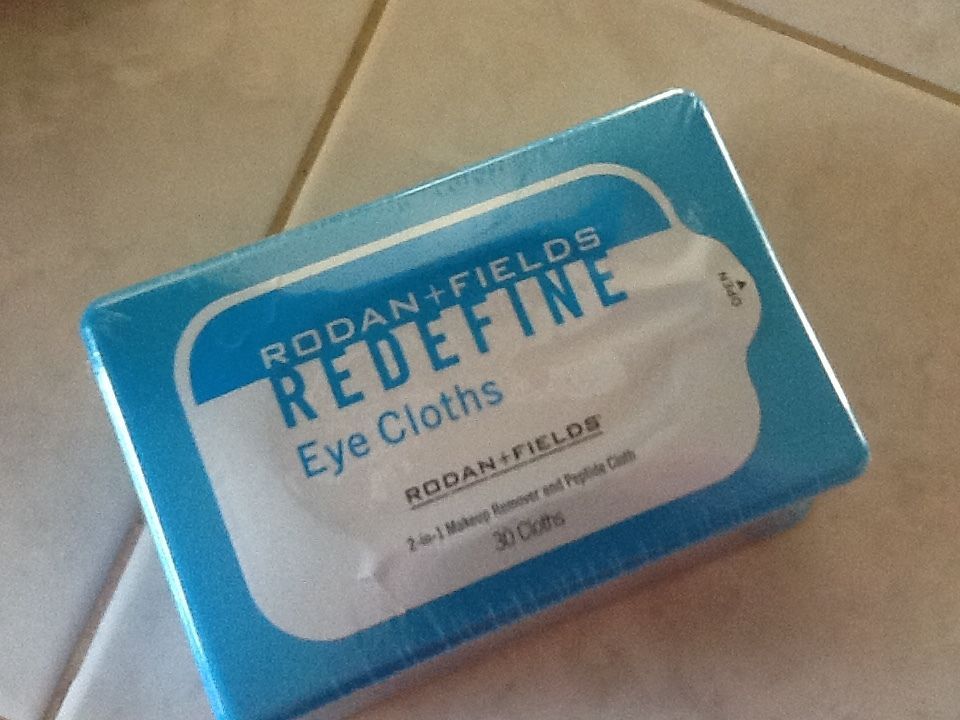 RODAN+FIELDS
REDEFINE
Eye Cloths
RODAN+FIELDS
2-in-1 Makeup Remover and Peptide Cloth
30 Cloths
OPEN